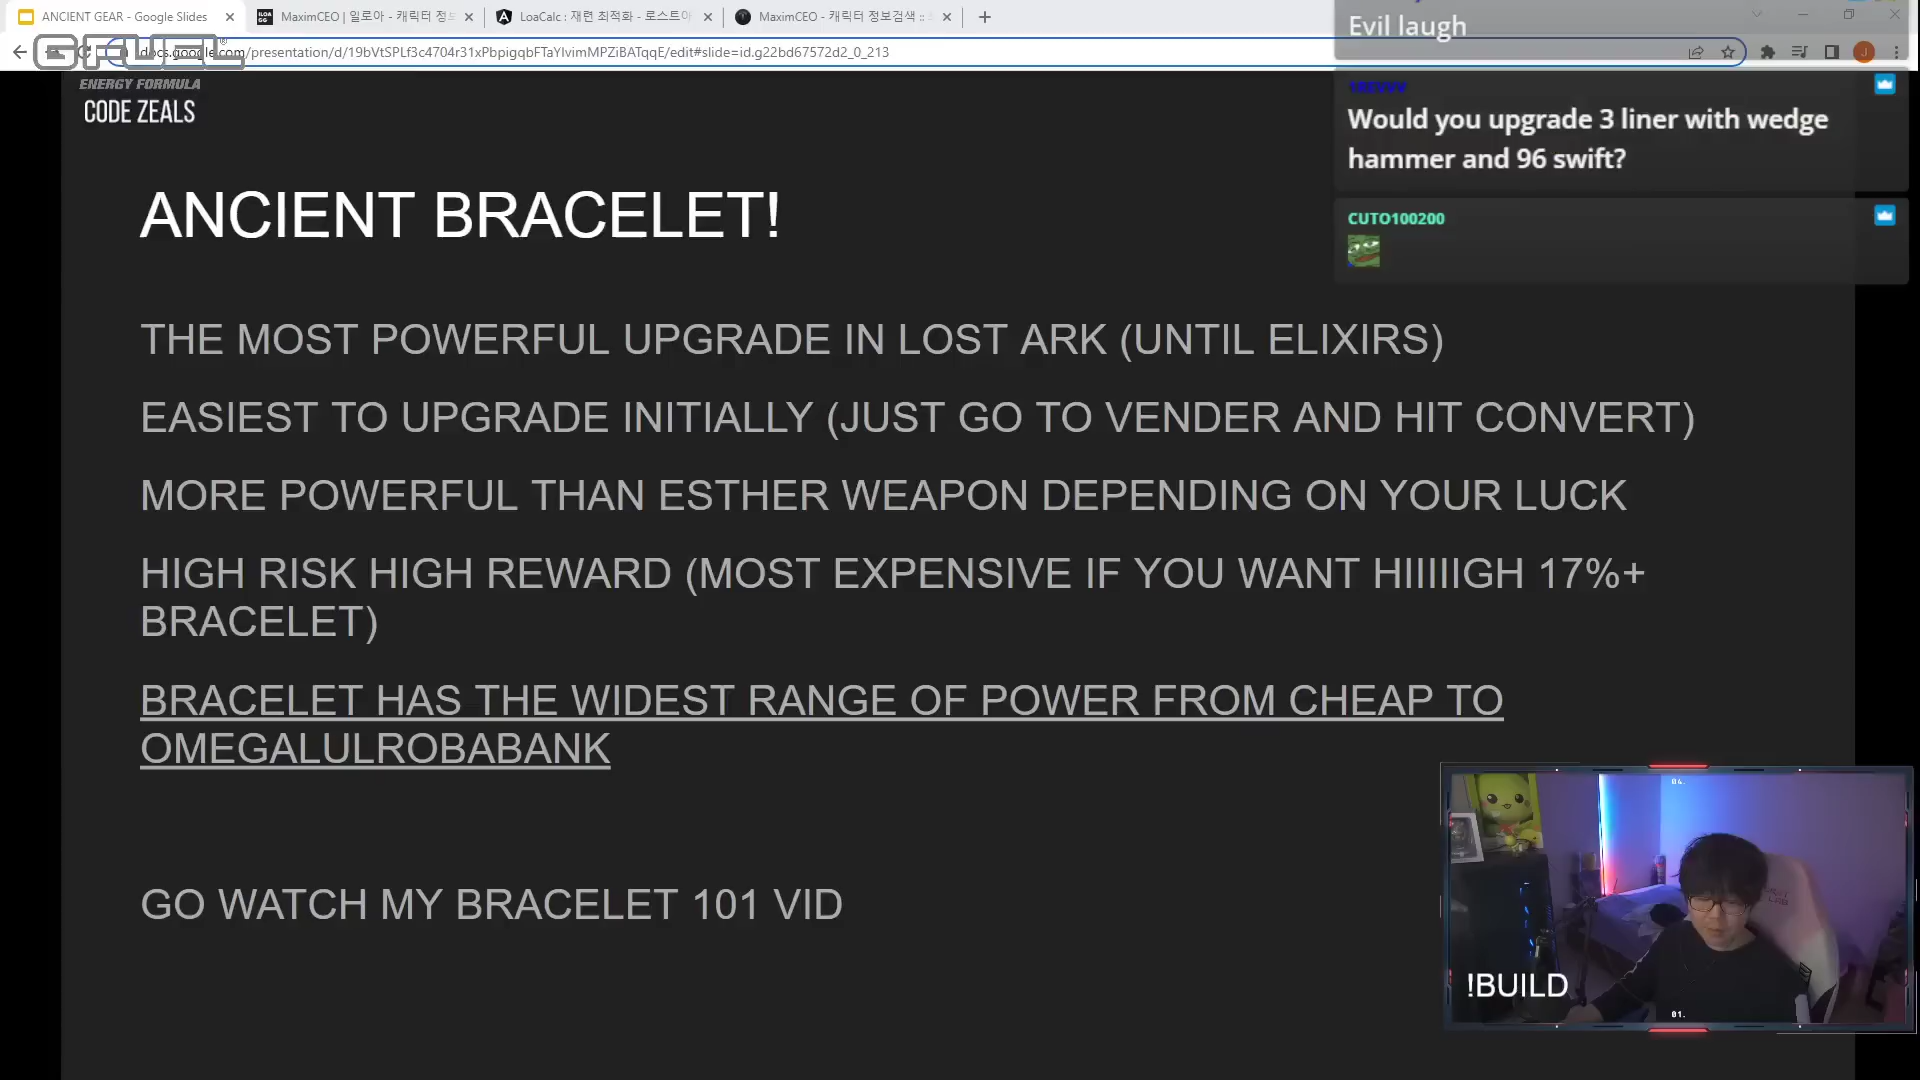 ANCIENT GEAR - Google Slides
MaximCEO | 일로아 - 캐릭터 정보
LoaCalc : 재련 최적화 - 로스트아
MaximCEO - 캐릭터 정보검색 ::
docs.google.com/presentation/d/19bVtSPLf3c4704r31xPbpigqbFTaYIvimMPZiBATqqE/edit#slide=id.g22bd67572d2_0_213
J
GFUEL
ENERGY FORMULA
CODE ZEALS
Evil laugh
Would you upgrade 3 liner with wedge
hammer and 96 swift?
CUTO100200
ANCIENT BRACELET!
THE MOST POWERFUL UPGRADE IN LOST ARK (UNTIL ELIXIRS)
EASIEST TO UPGRADE INITIALLY (JUST GO TO VENDER AND HIT CONVERT)
MORE POWERFUL THAN ESTHER WEAPON DEPENDING ON YOUR LUCK
HIGH RISK HIGH REWARD (MOST EXPENSIVE IF YOU WANT HIIIIIGH 17%+
BRACELET)
BRACELET HAS THE WIDEST RANGE OF POWER FROM CHEAP TO
OMEGALULROBABANK
GO WATCH MY BRACELET 101 VID
!BUILD
04.
01.